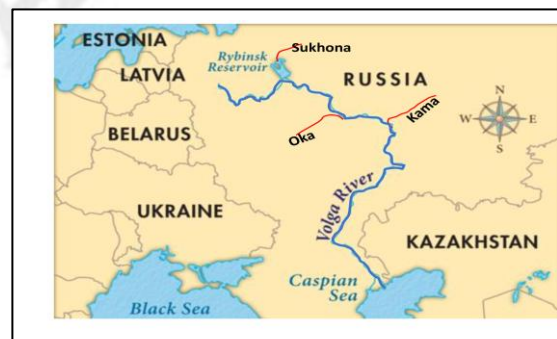 ESTONIA
Sukhona
Rybinsk
Reservoir
LATVIA
RUSSIA
N
W
E
S
Kama
Oka
BELARUS
Volga River
UKRAINE
KAZAKHSTAN
Caspian
Sea
Black Sea